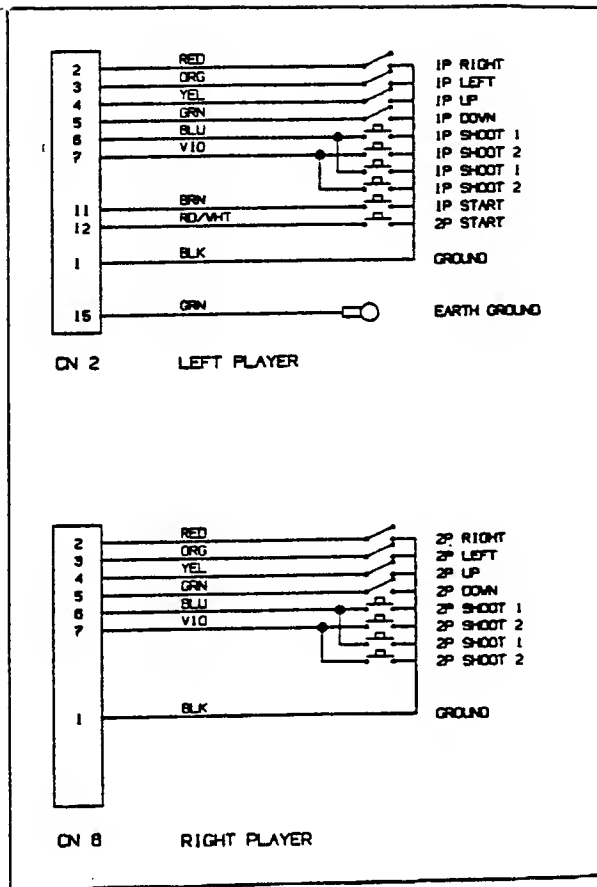 2 RED 1P RIGHT
3 ORG 1P LEFT
4 YEL 1P UP
5 GRN 1P DOWN
6 BLU 1P SHOOT 1
7 VIO 1P SHOOT 2
1P SHOOT 1
1P SHOOT 2
11 BRN 1P START
12 RD/WHT 2P START
1 BLK GROUND
15 GRN EARTH GROUND
CN 2 LEFT PLAYER
2 RED 2P RIGHT
3 ORG 2P LEFT
4 YEL 2P UP
5 GRN 2P DOWN
6 BLU 2P SHOOT 1
7 VIO 2P SHOOT 2
2P SHOOT 1
2P SHOOT 2
1 BLK GROUND
CN 8 RIGHT PLAYER